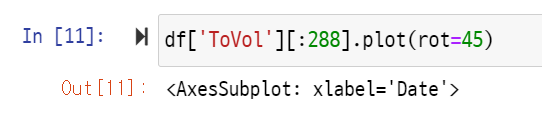 In [11]: df['ToVol'][:288].plot(rot=45)
Out[11]: <AxesSubplot: xlabel='Date'>